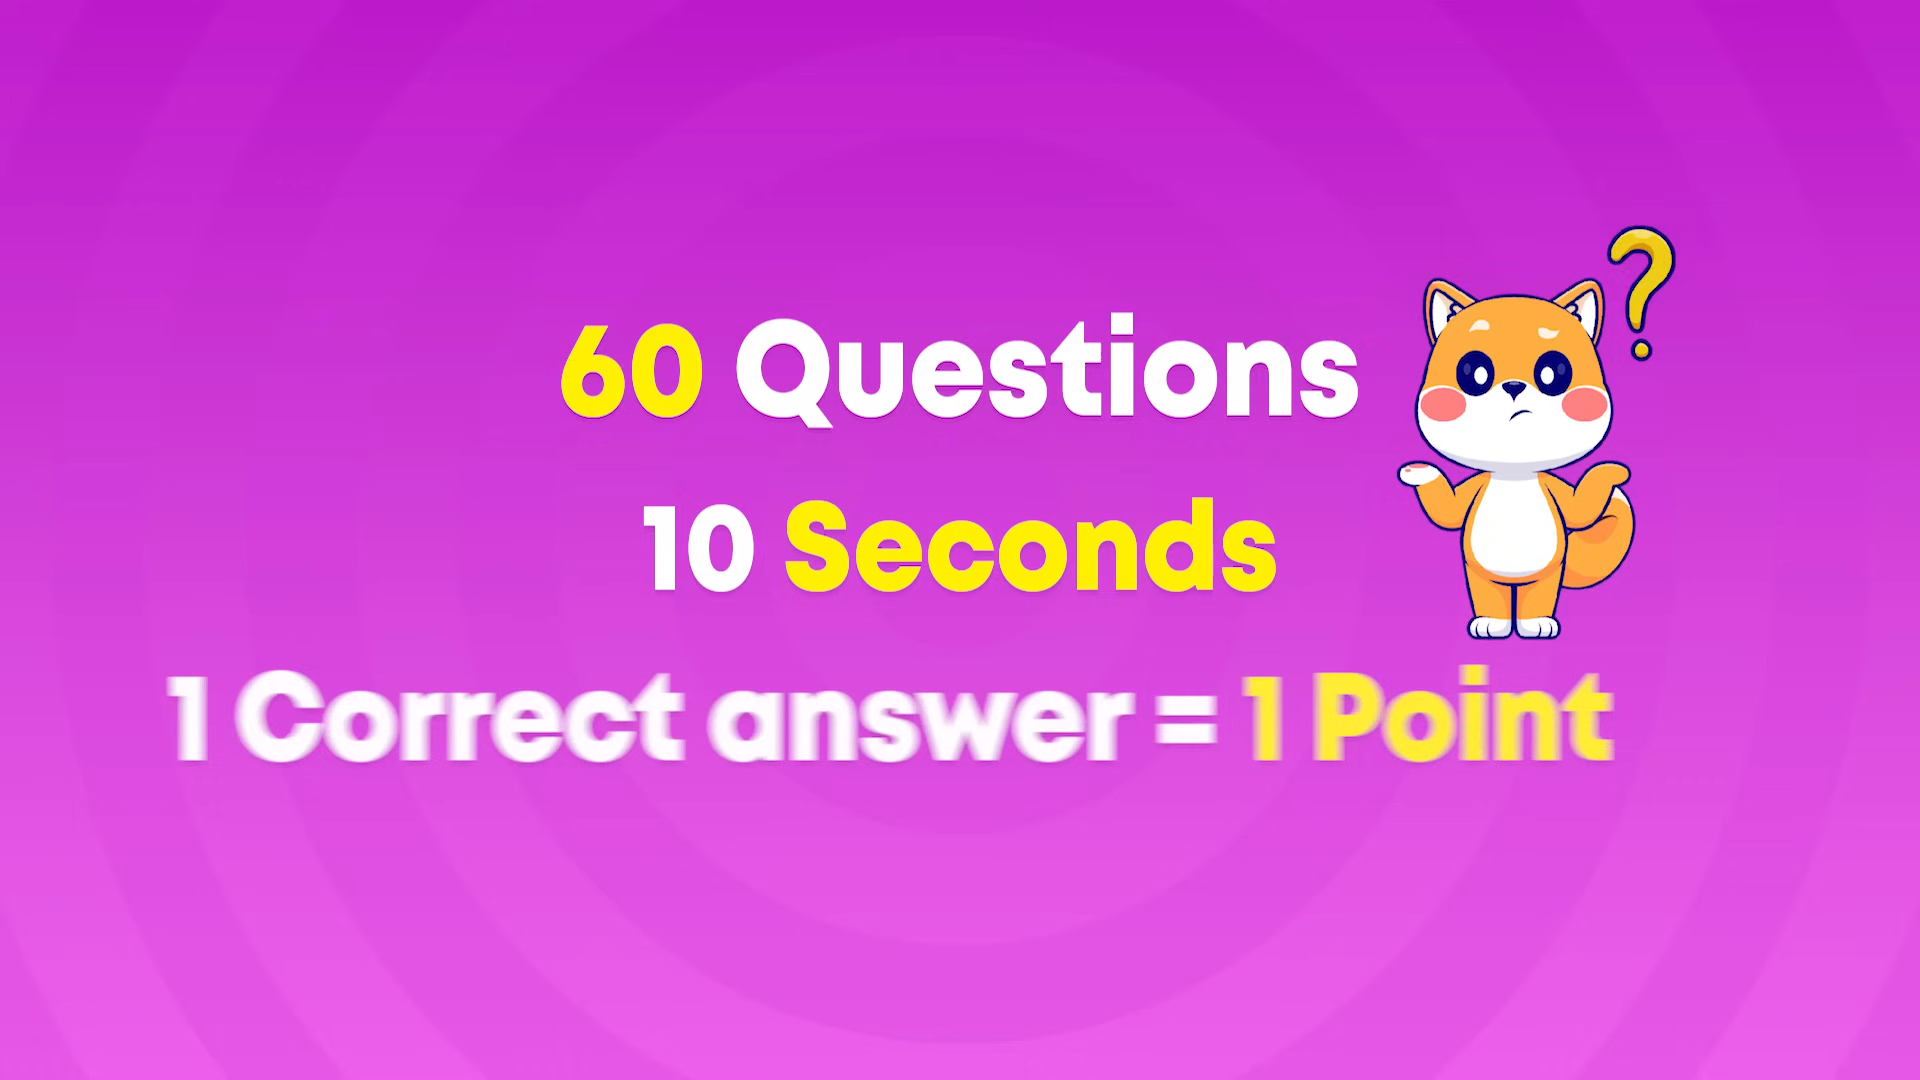 60 Questions
10 Seconds
1 Correct answer = 1 Point